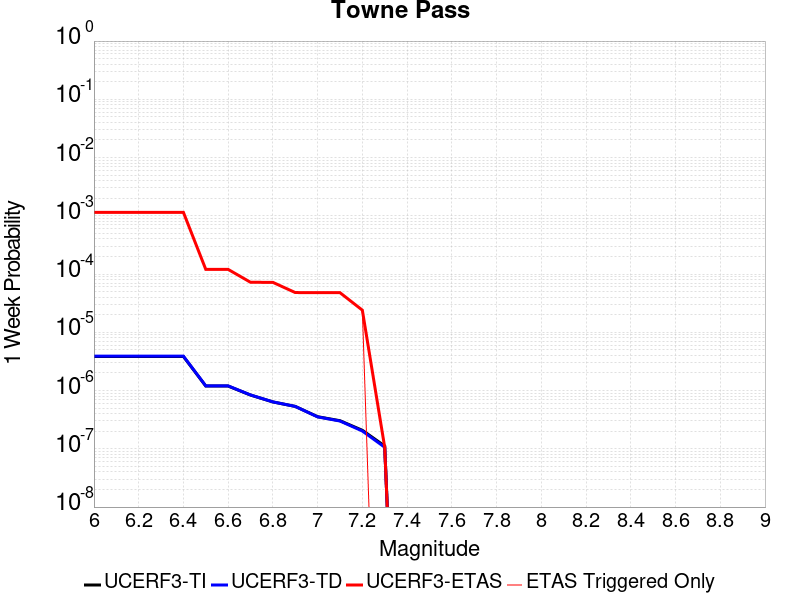 Towne Pass
10^0
10^-1
10^-2
10^-3
10^-4
10^-5
10^-6
10^-7
10^-8
1 Week Probability
6 6.2 6.4 6.6 6.8 7 7.2 7.4 7.6 7.8 8 8.2 8.4 8.6 8.8 9
Magnitude
UCERF3-TI UCERF3-TD UCERF3-ETAS ETAS Triggered Only